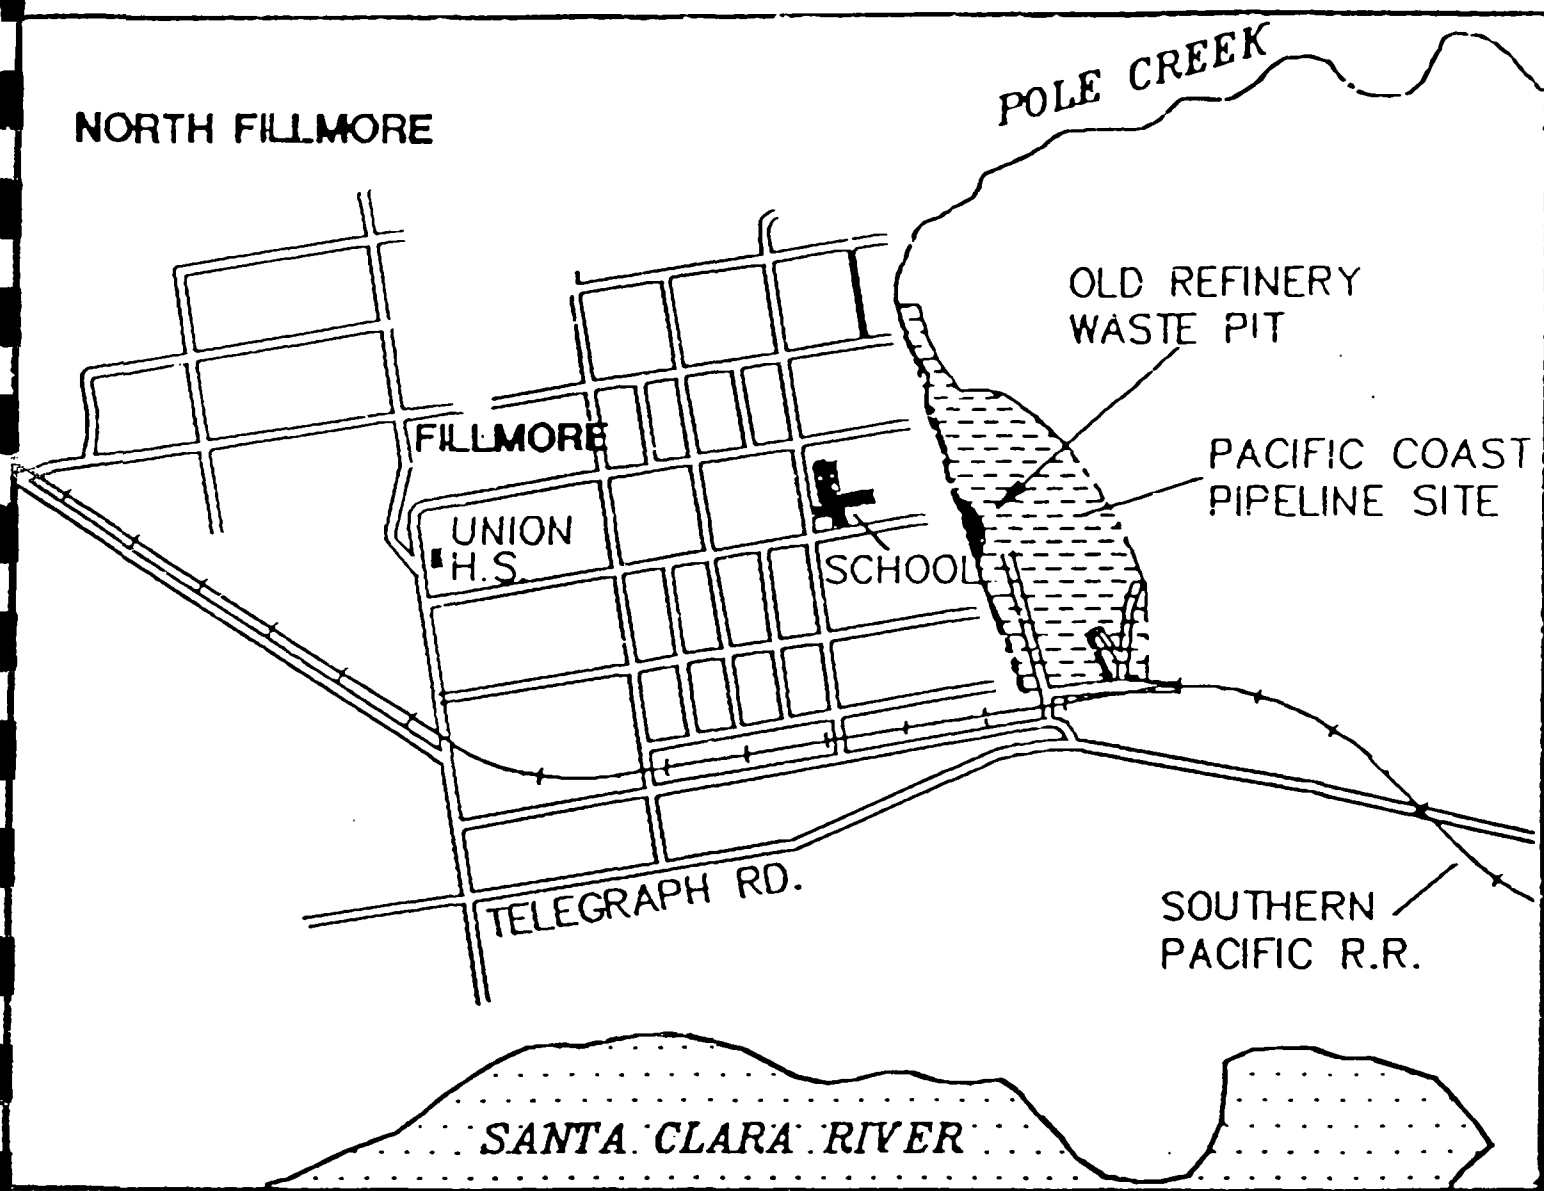 POLE CREEK
NORTH FILLMORE
OLD REFINERY
WASTE PIT
FILLMORE
PACIFIC COAST
PIPELINE SITE
UNION
H.S.
SCHOOL
TELEGRAPH RD.
SOUTHERN
PACIFIC R.R.
SANTA CLARA RIVER